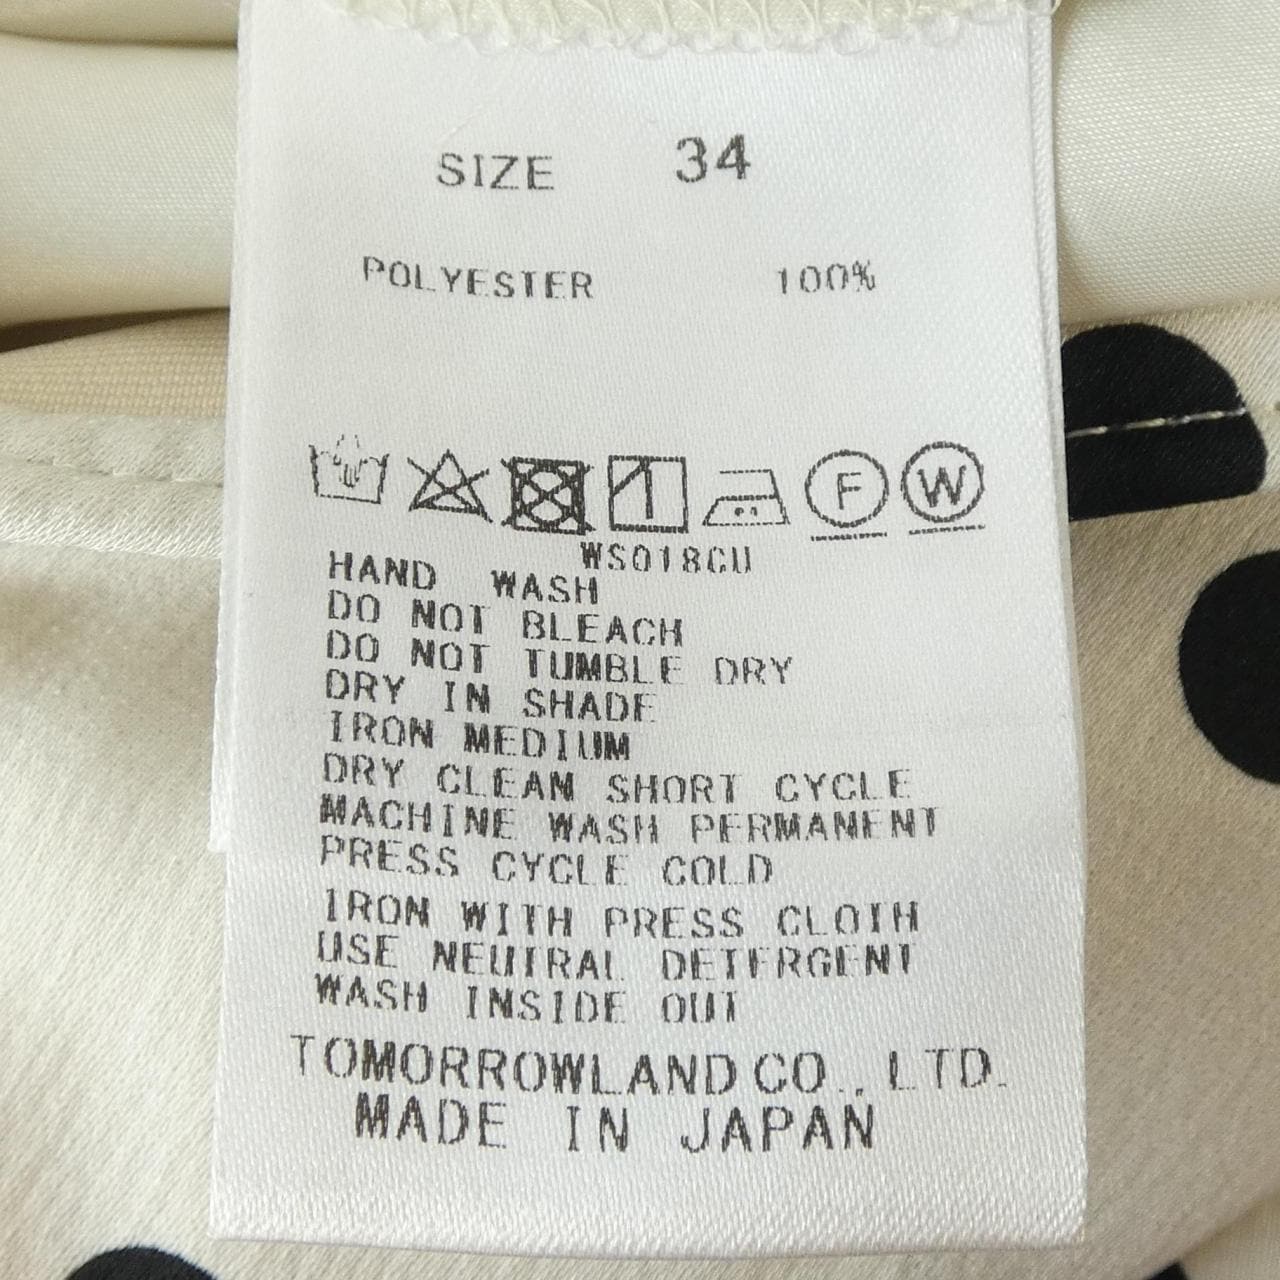 SIZE 34
POLYESTER 100%
F W
WS018CU
HAND WASH
DO NOT BLEACH
DO NOT TUMBLE DRY
DRY IN SHADE
IRON MEDIUM
DRY CLEAN SHORT CYCLE
MACHINE WASH PERMANENT
PRESS CYCLE COLD
IRON WITH PRESS CLOTH
USE NEUTRAL DETERGENT
WASH INSIDE OUT
TOMORROWLAND CO., LTD.
MADE IN JAPAN